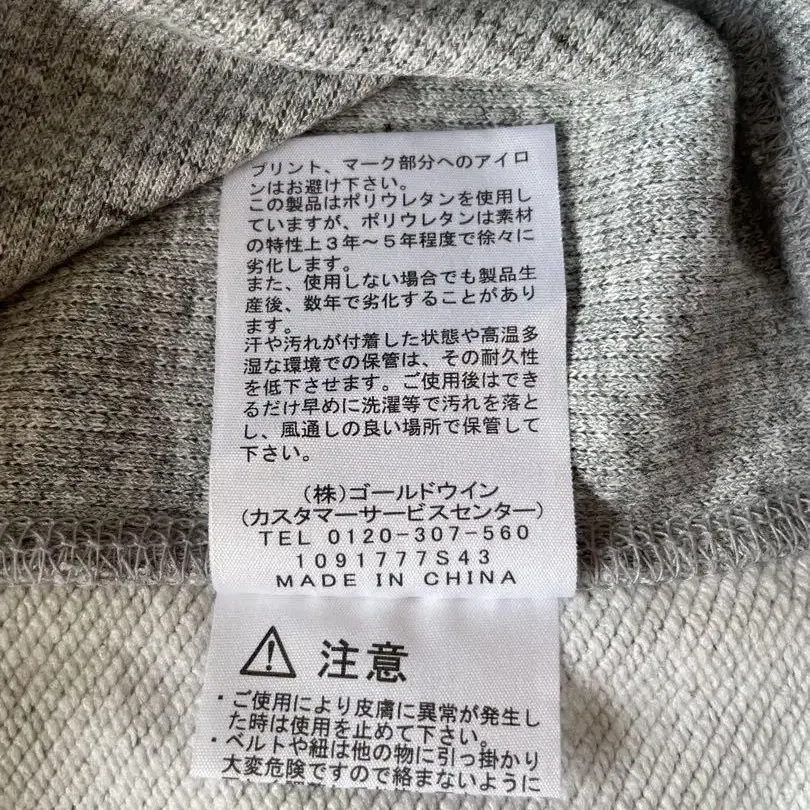 プリント、マーク部分へのアイロ
ンはお避け下さい。
この製品はポリウレタンを使用し
ていますが、ポリウレタンは素材
の特性上3年〜5年程度で徐々に
劣化します。
また、使用しない場合でも製品生
産後、数年で劣化することがあり
ます。
汗や汚れが付着した状態や高温多
湿な環境での保管は、その耐久性
を低下させます。ご使用後はでき
るだけ早めに洗濯等で汚れを落と
し、風通しの良い場所で保管して
下さい。
(株)ゴールドウイン
(カスタマーサービスセンター)
TEL 0120-307-560
1091777S43
MADE IN CHINA
注意
・ご使用により皮膚に異常が発生し
た時は使用を止めて下さい。
・ベルトや紐は他の物に引っ掛かり
大変危険ですので絡まないように